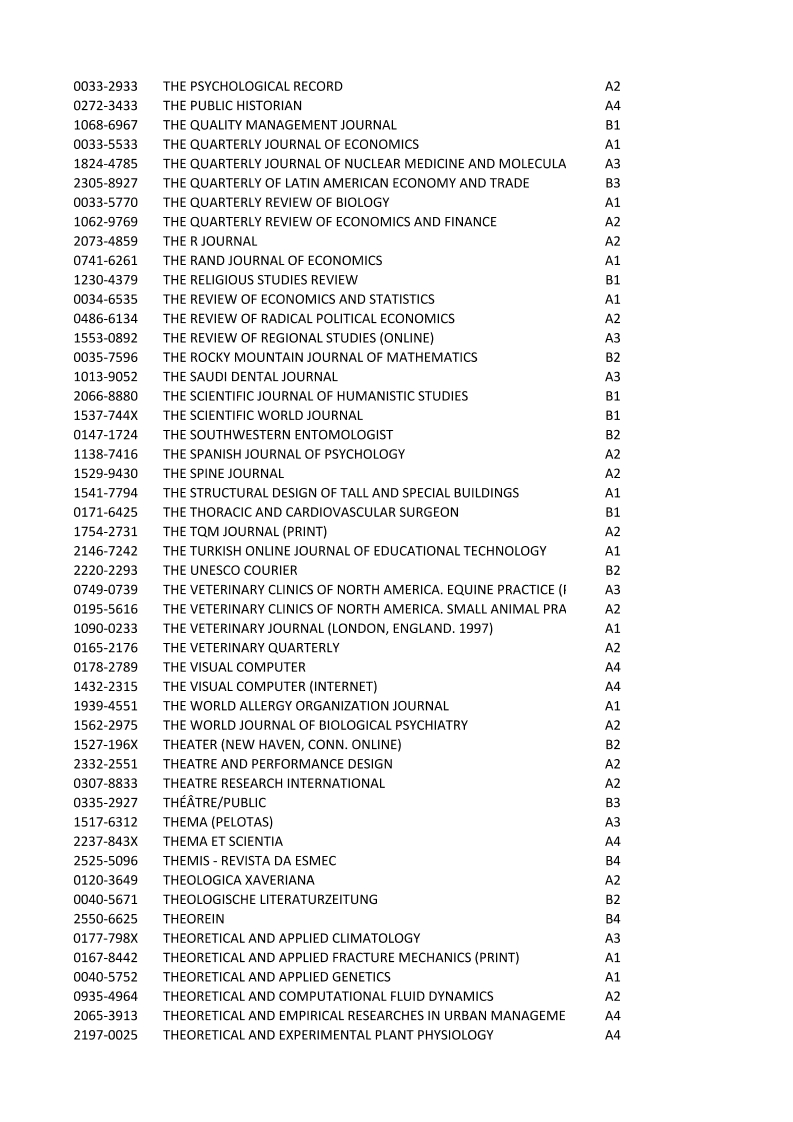 0033-2933 THE PSYCHOLOGICAL RECORD A2
0272-3433 THE PUBLIC HISTORIAN A4
1068-6967 THE QUALITY MANAGEMENT JOURNAL B1
0033-5533 THE QUARTERLY JOURNAL OF ECONOMICS A1
1824-4785 THE QUARTERLY JOURNAL OF NUCLEAR MEDICINE AND MOLECULA A3
2305-8927 THE QUARTERLY OF LATIN AMERICAN ECONOMY AND TRADE B3
0033-5770 THE QUARTERLY REVIEW OF BIOLOGY A1
1062-9769 THE QUARTERLY REVIEW OF ECONOMICS AND FINANCE A2
2073-4859 THE R JOURNAL A2
0741-6261 THE RAND JOURNAL OF ECONOMICS A1
1230-4379 THE RELIGIOUS STUDIES REVIEW B1
0034-6535 THE REVIEW OF ECONOMICS AND STATISTICS A1
0486-6134 THE REVIEW OF RADICAL POLITICAL ECONOMICS A2
1553-0892 THE REVIEW OF REGIONAL STUDIES (ONLINE) A3
0035-7596 THE ROCKY MOUNTAIN JOURNAL OF MATHEMATICS B2
1013-9052 THE SAUDI DENTAL JOURNAL A3
2066-8880 THE SCIENTIFIC JOURNAL OF HUMANISTIC STUDIES B1
1537-744X THE SCIENTIFIC WORLD JOURNAL B1
0147-1724 THE SOUTHWESTERN ENTOMOLOGIST B2
1138-7416 THE SPANISH JOURNAL OF PSYCHOLOGY A2
1529-9430 THE SPINE JOURNAL A2
1541-7794 THE STRUCTURAL DESIGN OF TALL AND SPECIAL BUILDINGS A1
0171-6425 THE THORACIC AND CARDIOVASCULAR SURGEON B1
1754-2731 THE TQM JOURNAL (PRINT) A2
2146-7242 THE TURKISH ONLINE JOURNAL OF EDUCATIONAL TECHNOLOGY A1
2220-2293 THE UNESCO COURIER B2
0749-0739 THE VETERINARY CLINICS OF NORTH AMERICA. EQUINE PRACTICE ( A3
0195-5616 THE VETERINARY CLINICS OF NORTH AMERICA. SMALL ANIMAL PRA A2
1090-0233 THE VETERINARY JOURNAL (LONDON, ENGLAND. 1997) A1
0165-2176 THE VETERINARY QUARTERLY A2
0178-2789 THE VISUAL COMPUTER A4
1432-2315 THE VISUAL COMPUTER (INTERNET) A4
1939-4551 THE WORLD ALLERGY ORGANIZATION JOURNAL A1
1562-2975 THE WORLD JOURNAL OF BIOLOGICAL PSYCHIATRY A2
1527-196X THEATER (NEW HAVEN, CONN. ONLINE) B2
2332-2551 THEATRE AND PERFORMANCE DESIGN A2
0307-8833 THEATRE RESEARCH INTERNATIONAL A2
0335-2927 THÉÂTRE/PUBLIC B3
1517-6312 THEMA (PELOTAS) A3
2237-843X THEMA ET SCIENTIA A4
2525-5096 THEMIS - REVISTA DA ESMEC B4
0120-3649 THEOLOGICA XAVERIANA A2
0040-5671 THEOLOGISCHE LITERATURZEITUNG B2
2550-6625 THEOREIN B4
0177-798X THEORETICAL AND APPLIED CLIMATOLOGY A3
0167-8442 THEORETICAL AND APPLIED FRACTURE MECHANICS (PRINT) A1
0040-5752 THEORETICAL AND APPLIED GENETICS A1
0935-4964 THEORETICAL AND COMPUTATIONAL FLUID DYNAMICS A2
2065-3913 THEORETICAL AND EMPIRICAL RESEARCHES IN URBAN MANAGEME A4
2197-0025 THEORETICAL AND EXPERIMENTAL PLANT PHYSIOLOGY A4